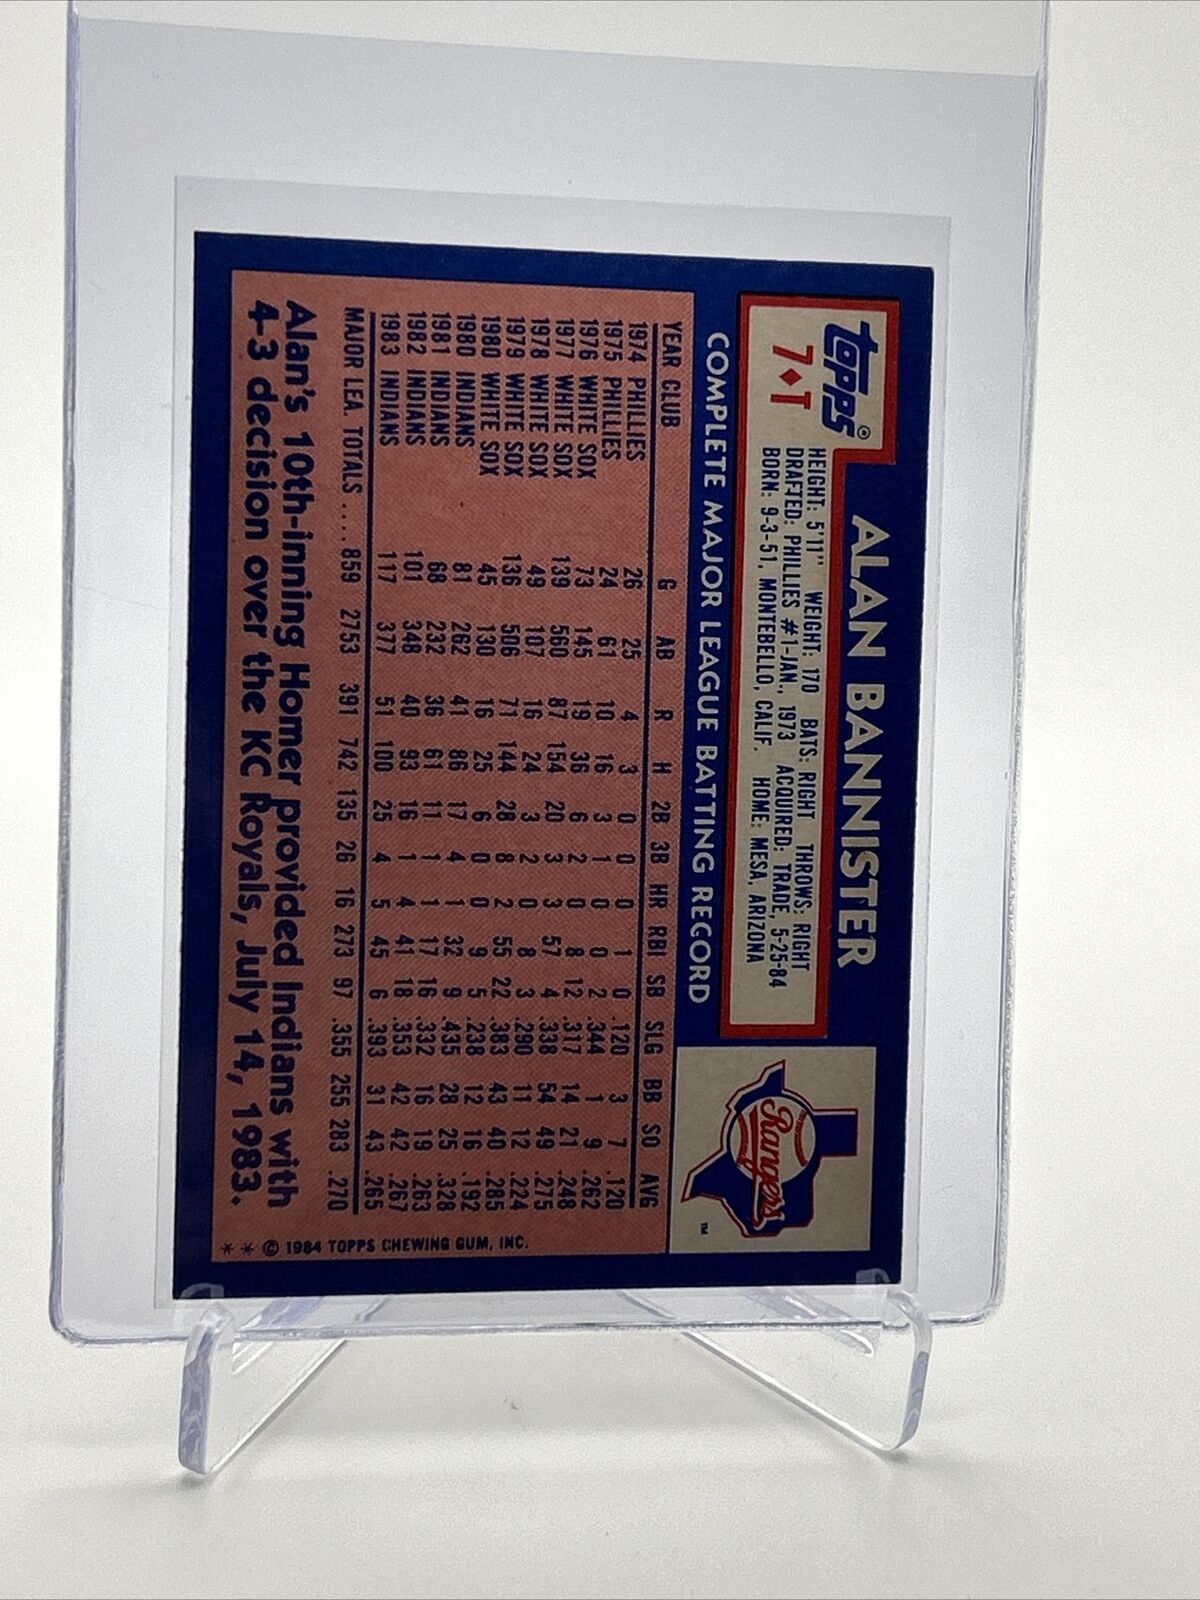 topps®
7♦T
ALAN BANNISTER
HEIGHT: 5'11" WEIGHT: 170 BATS: RIGHT THROWS: RIGHT
DRAFTED: PHILLIES #1-JAN., 1973 ACQUIRED: TRADE, 5-25-84
BORN: 9-3-51, MONTEBELLO, CALIF. HOME: MESA, ARIZONA
Rangers
TM
COMPLETE MAJOR LEAGUE BATTING RECORD
YEAR CLUB G AB R H 2B 3B HR RBI SB SLG BB SO AVG
1974 PHILLIES 26 25 4 3 0 0 0 1 0 .120 3 7 .120
1975 PHILLIES 24 61 10 16 3 1 0 0 2 .344 1 9 .262
1976 WHITE SOX 73 145 19 36 6 2 0 8 12 .317 14 21 .248
1977 WHITE SOX 139 560 87 154 20 3 3 57 4 .338 54 49 .275
1978 WHITE SOX 49 107 16 24 3 2 0 8 3 .290 11 12 .224
1979 WHITE SOX 136 506 71 144 28 8 2 55 22 .383 43 40 .285
1980 WHITE SOX 45 130 16 25 6 0 0 9 5 .238 12 16 .192
1980 INDIANS 81 262 41 86 17 4 1 32 9 .435 28 25 .328
1981 INDIANS 68 232 36 61 11 1 1 17 16 .332 16 19 .263
1982 INDIANS 101 348 40 93 16 1 4 41 18 .353 42 42 .267
1983 INDIANS 117 377 51 100 25 4 5 45 6 .393 31 43 .265
MAJOR LEA. TOTALS .... 859 2753 391 742 135 26 16 273 97 .355 255 283 .270
Alan's 10th-inning Homer provided Indians with
4-3 decision over the KC Royals, July 14, 1983.
** © 1984 TOPPS CHEWING GUM, INC.